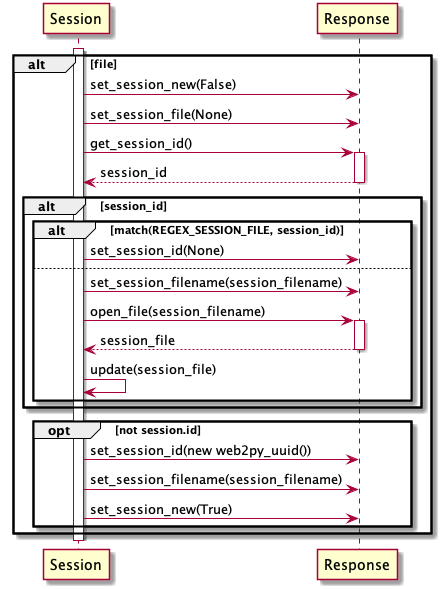 Session Response
alt [file]
set_session_new(False)
set_session_file(None)
get_session_id()
session_id
alt [session_id]
alt [match(REGEX_SESSION_FILE, session_id)]
set_session_id(None)
set_session_filename(session_filename)
open_file(session_filename)
session_file
update(session_file)
opt [not session.id]
set_session_id(new web2py_uuid())
set_session_filename(session_filename)
set_session_new(True)
Session Response